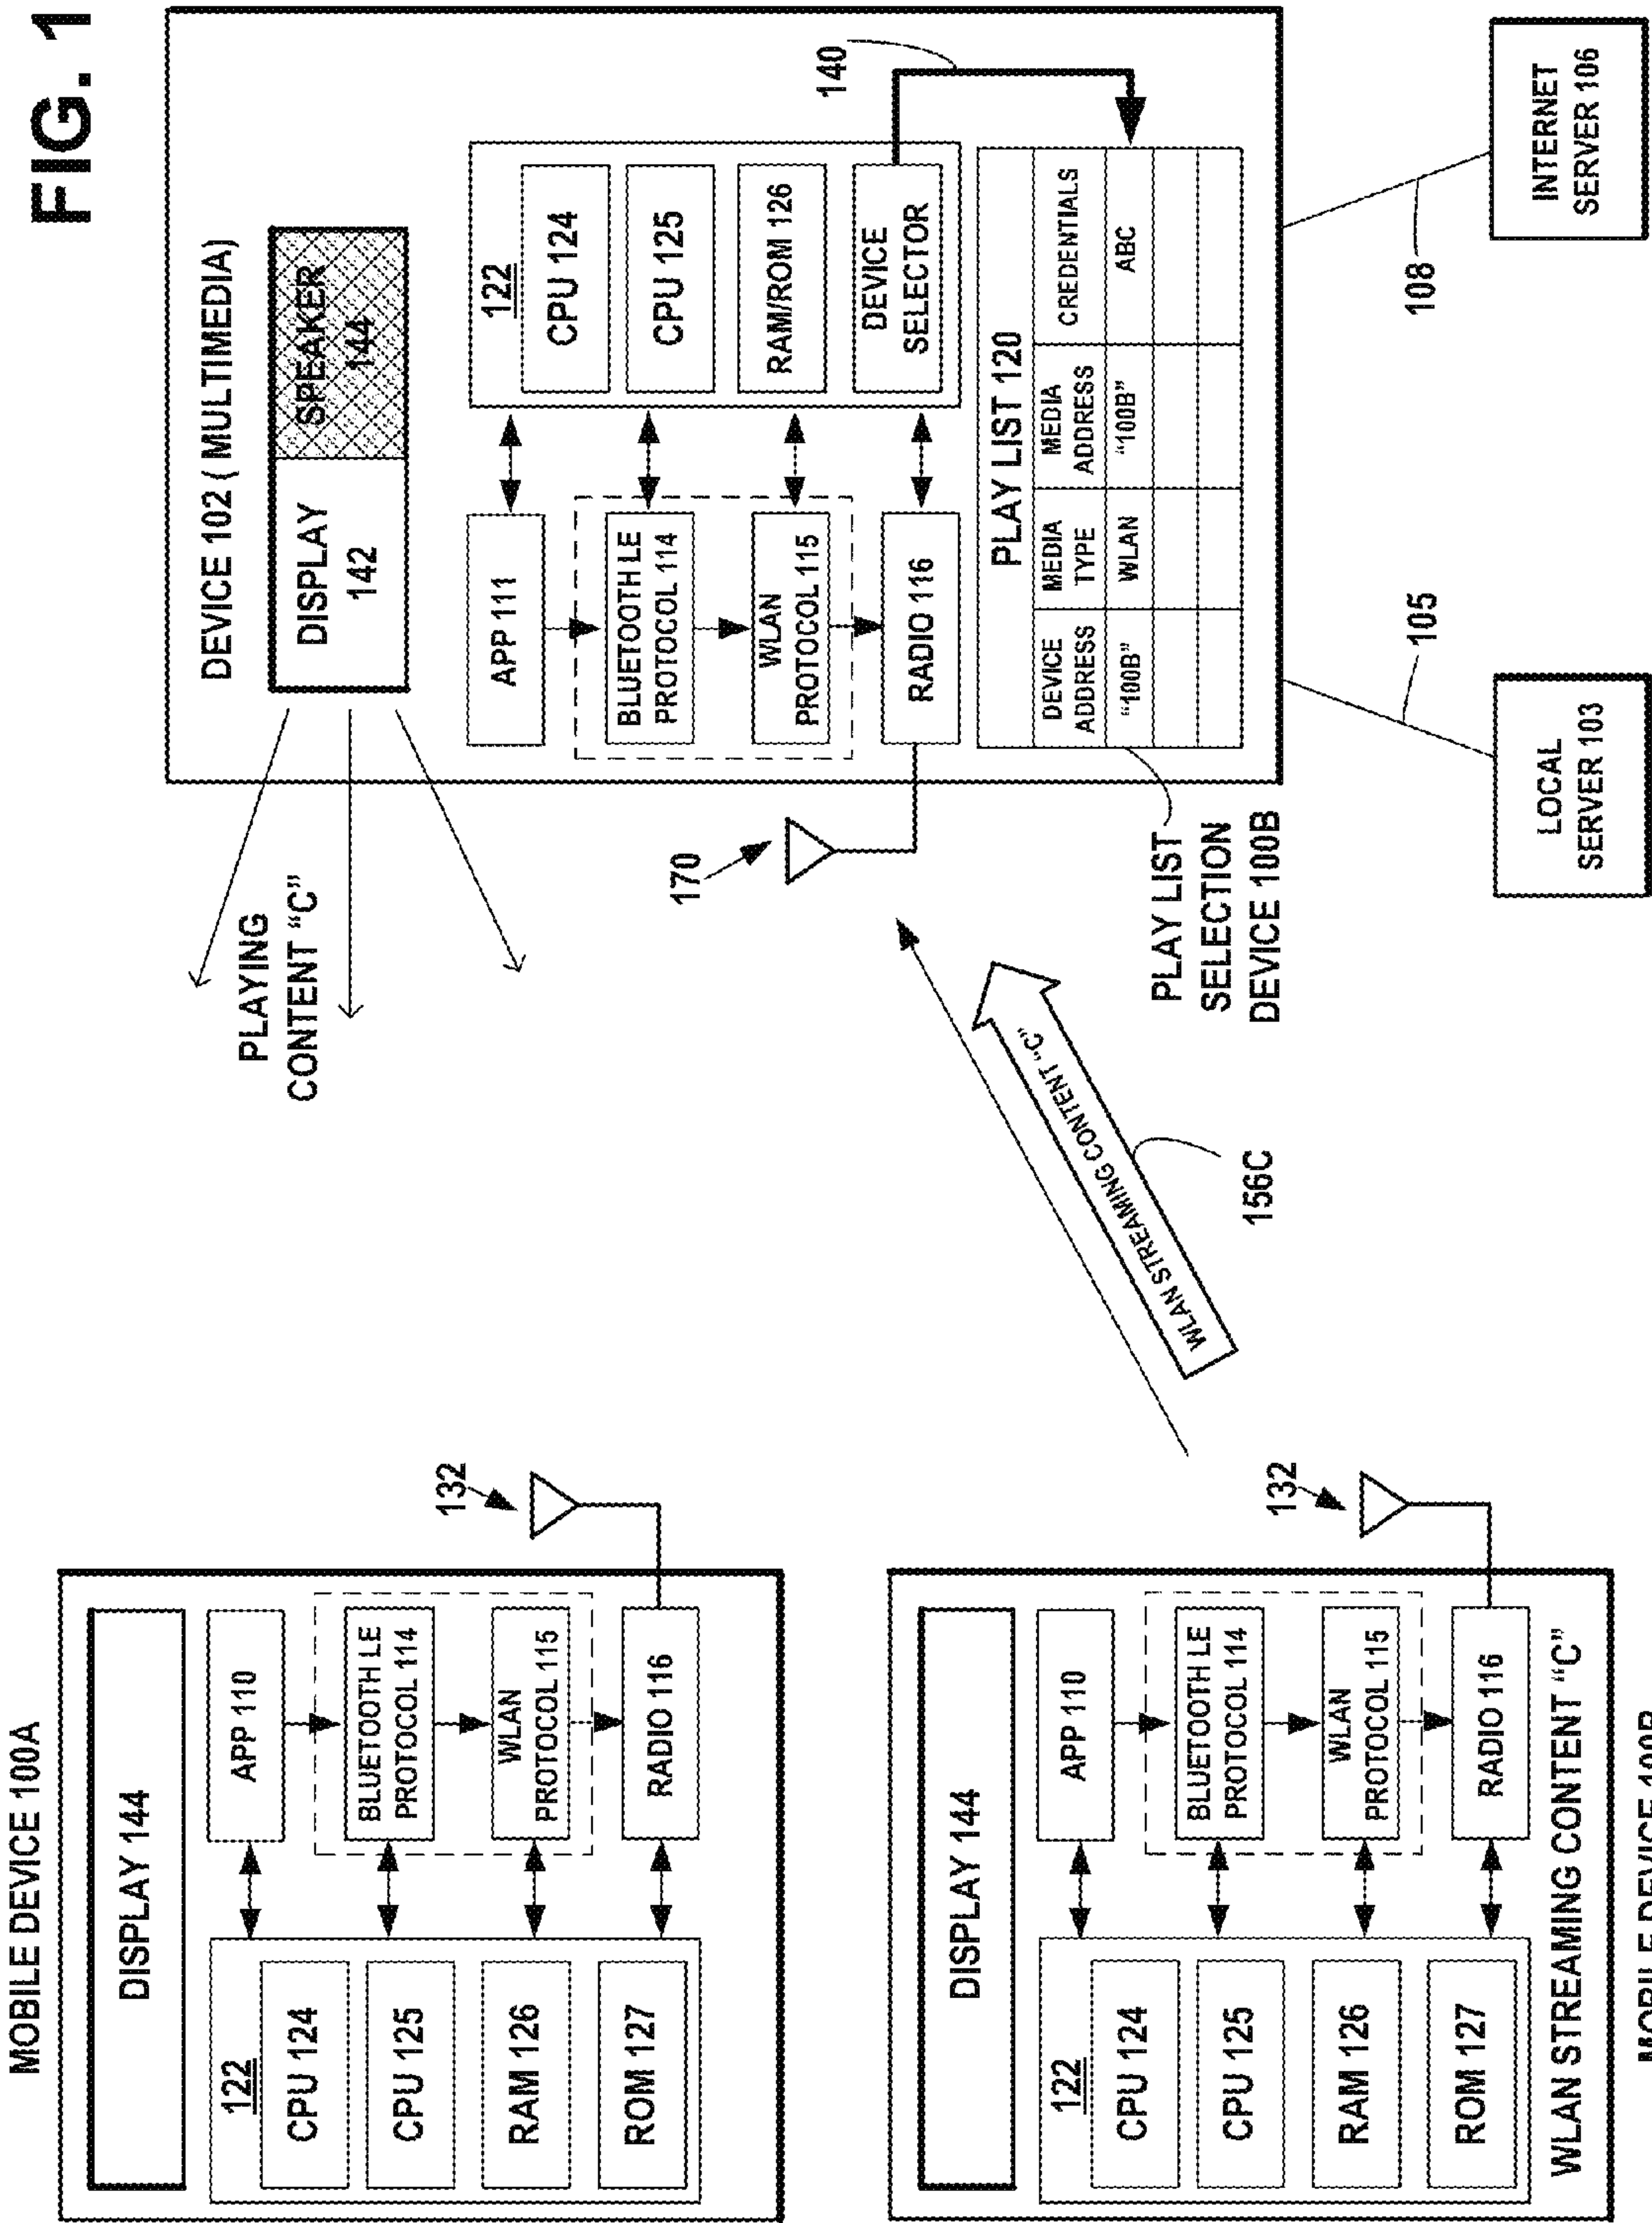 FIG. 1
MOBILE DEVICE 100A
DISPLAY 144
122
CPU 124
CPU 125
RAM 126
ROM 127
APP 110
BLUETOOTH LE
PROTOCOL 114
WLAN
PROTOCOL 115
RADIO 116
132
DISPLAY 144
122
CPU 124
CPU 125
RAM 126
ROM 127
APP 110
BLUETOOTH LE
PROTOCOL 114
WLAN
PROTOCOL 115
RADIO 116
WLAN STREAMING CONTENT “C”
MOBILE DEVICE 100B
132
WLAN STREAMING CONTENT “C”
156C
PLAYING
CONTENT “C”
170
DEVICE 102 ( MULTIMEDIA)
DISPLAY
142
SPEAKER
144
APP 111
BLUETOOTH LE
PROTOCOL 114
WLAN
PROTOCOL 115
RADIO 116
122
CPU 124
CPU 125
RAM/ROM 126
DEVICE
SELECTOR
140
PLAY LIST 120
DEVICE
ADDRESS
MEDIA
TYPE
MEDIA
ADDRESS
CREDENTIALS
“100B”
WLAN
“100B”
ABC
PLAY LIST
SELECTION
DEVICE 100B
105
LOCAL
SERVER 103
108
INTERNET
SERVER 106